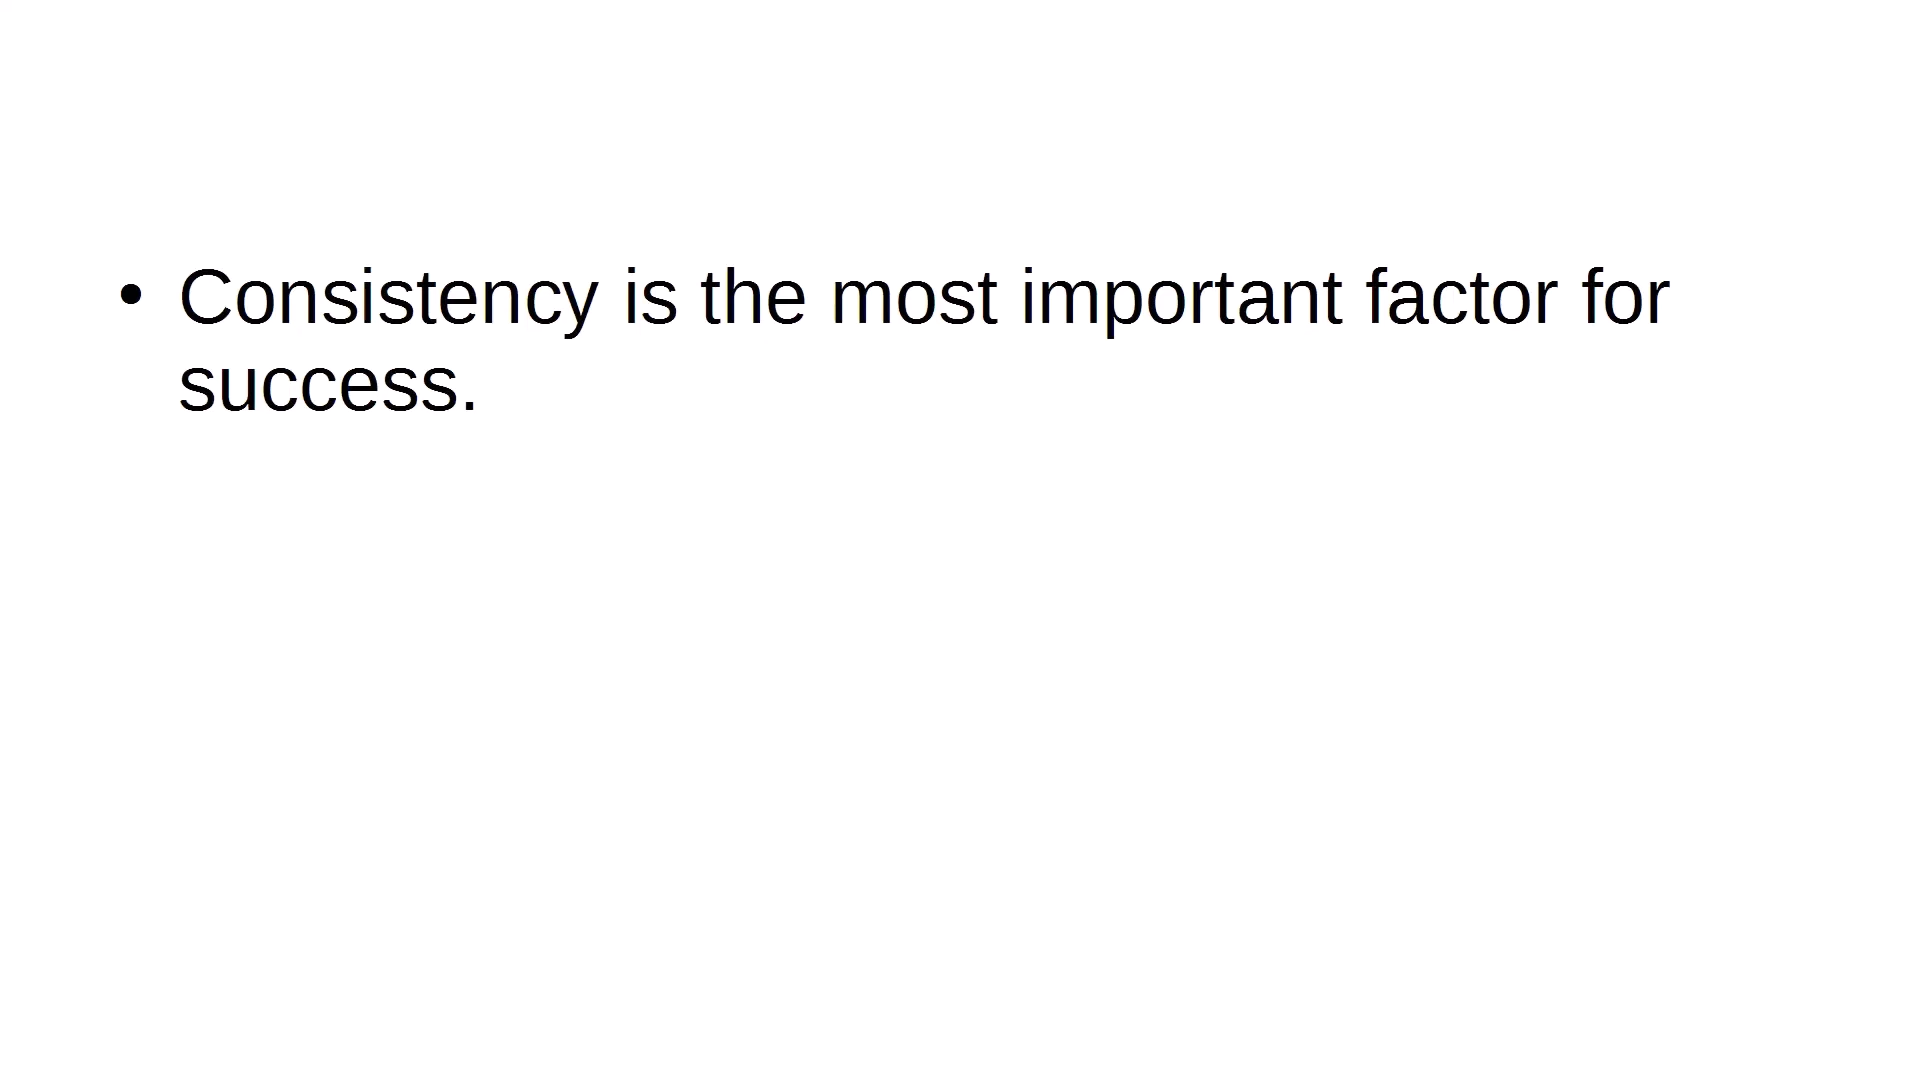 • Consistency is the most important factor for
success.